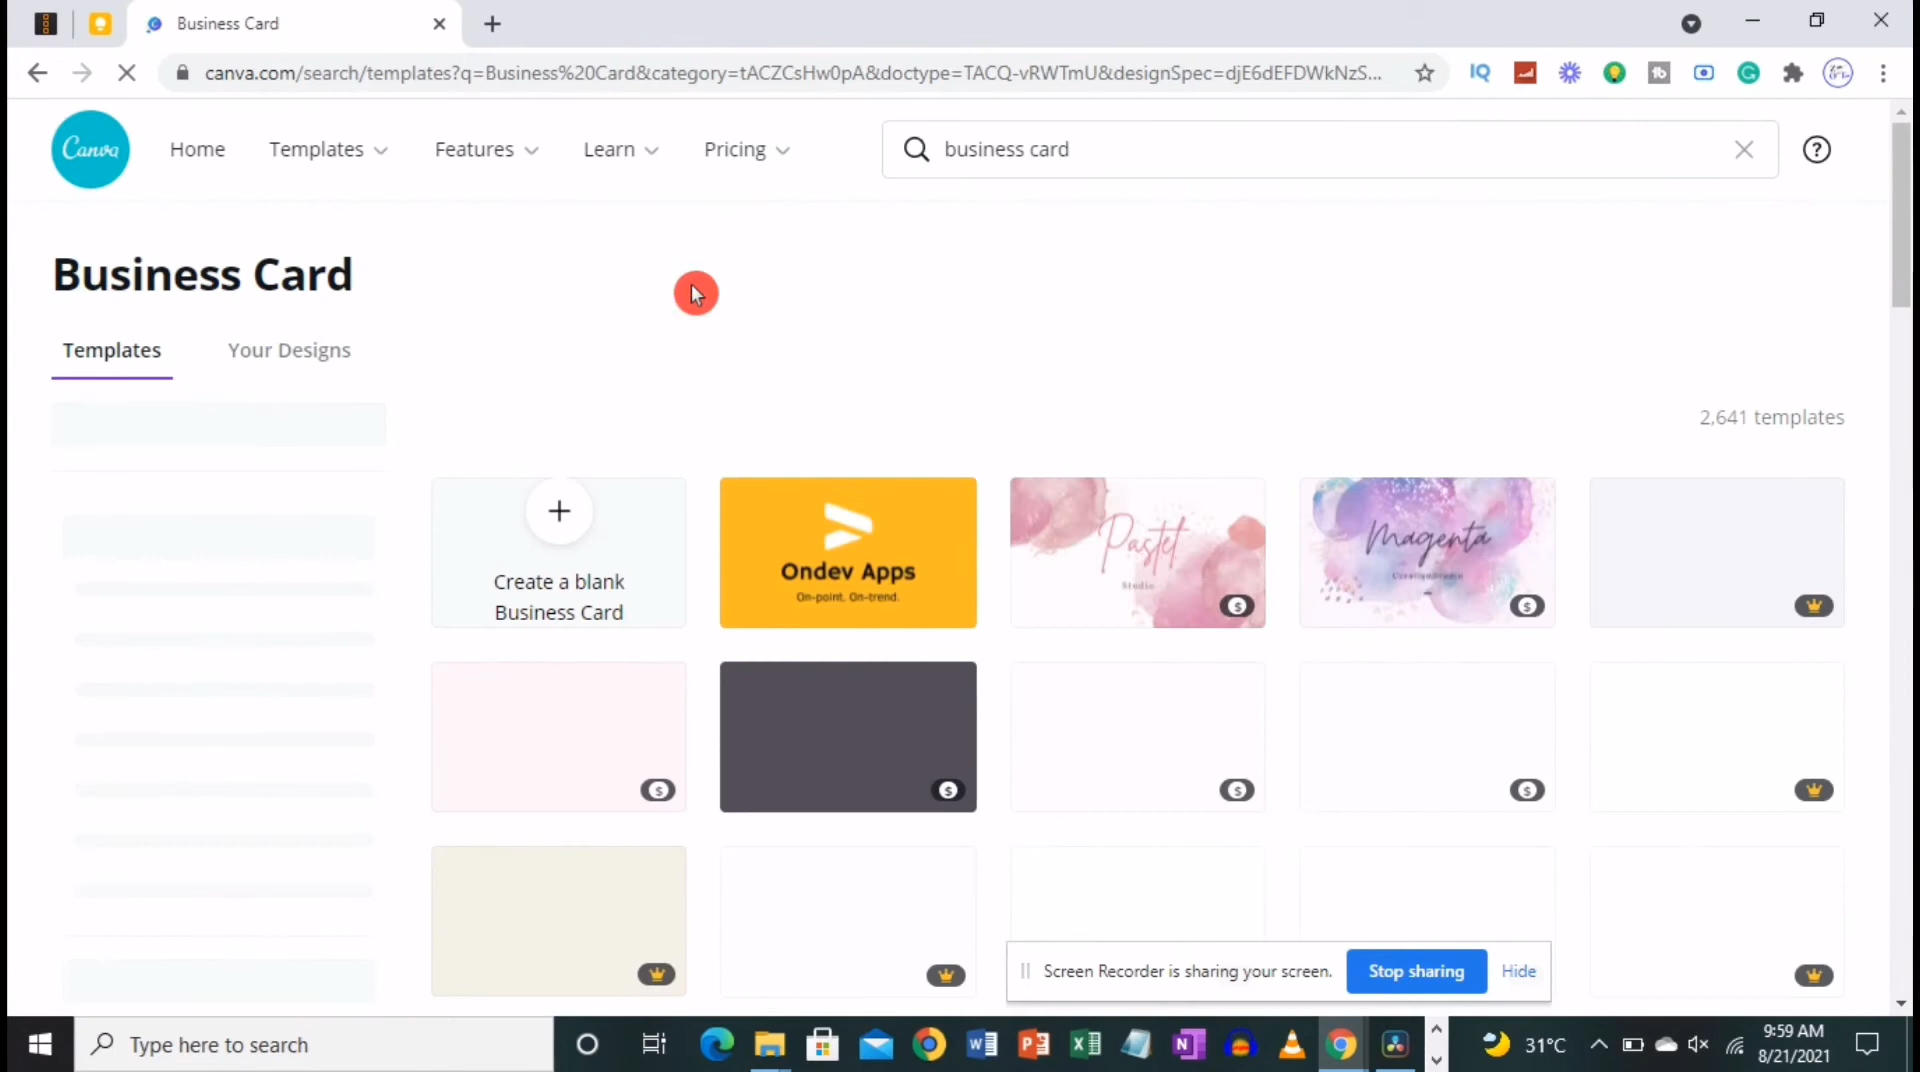 Business Card
canva.com/search/templates?q=Business%20Card&category=tACZCsHw0pA&doctype=TACQ-vRWTmU&designSpec=djE6dEFDWkNzS...
IQ
Canva
Home
Templates
Features
Learn
Pricing
business card
Business Card
Templates
Your Designs
2,641 templates
Create a blank
Business Card
Ondev Apps
On-point. On-trend.
Pastel
Studio
Magenta
Screen Recorder is sharing your screen.
Stop sharing
Hide
Type here to search
31°C
9:59 AM
8/21/2021